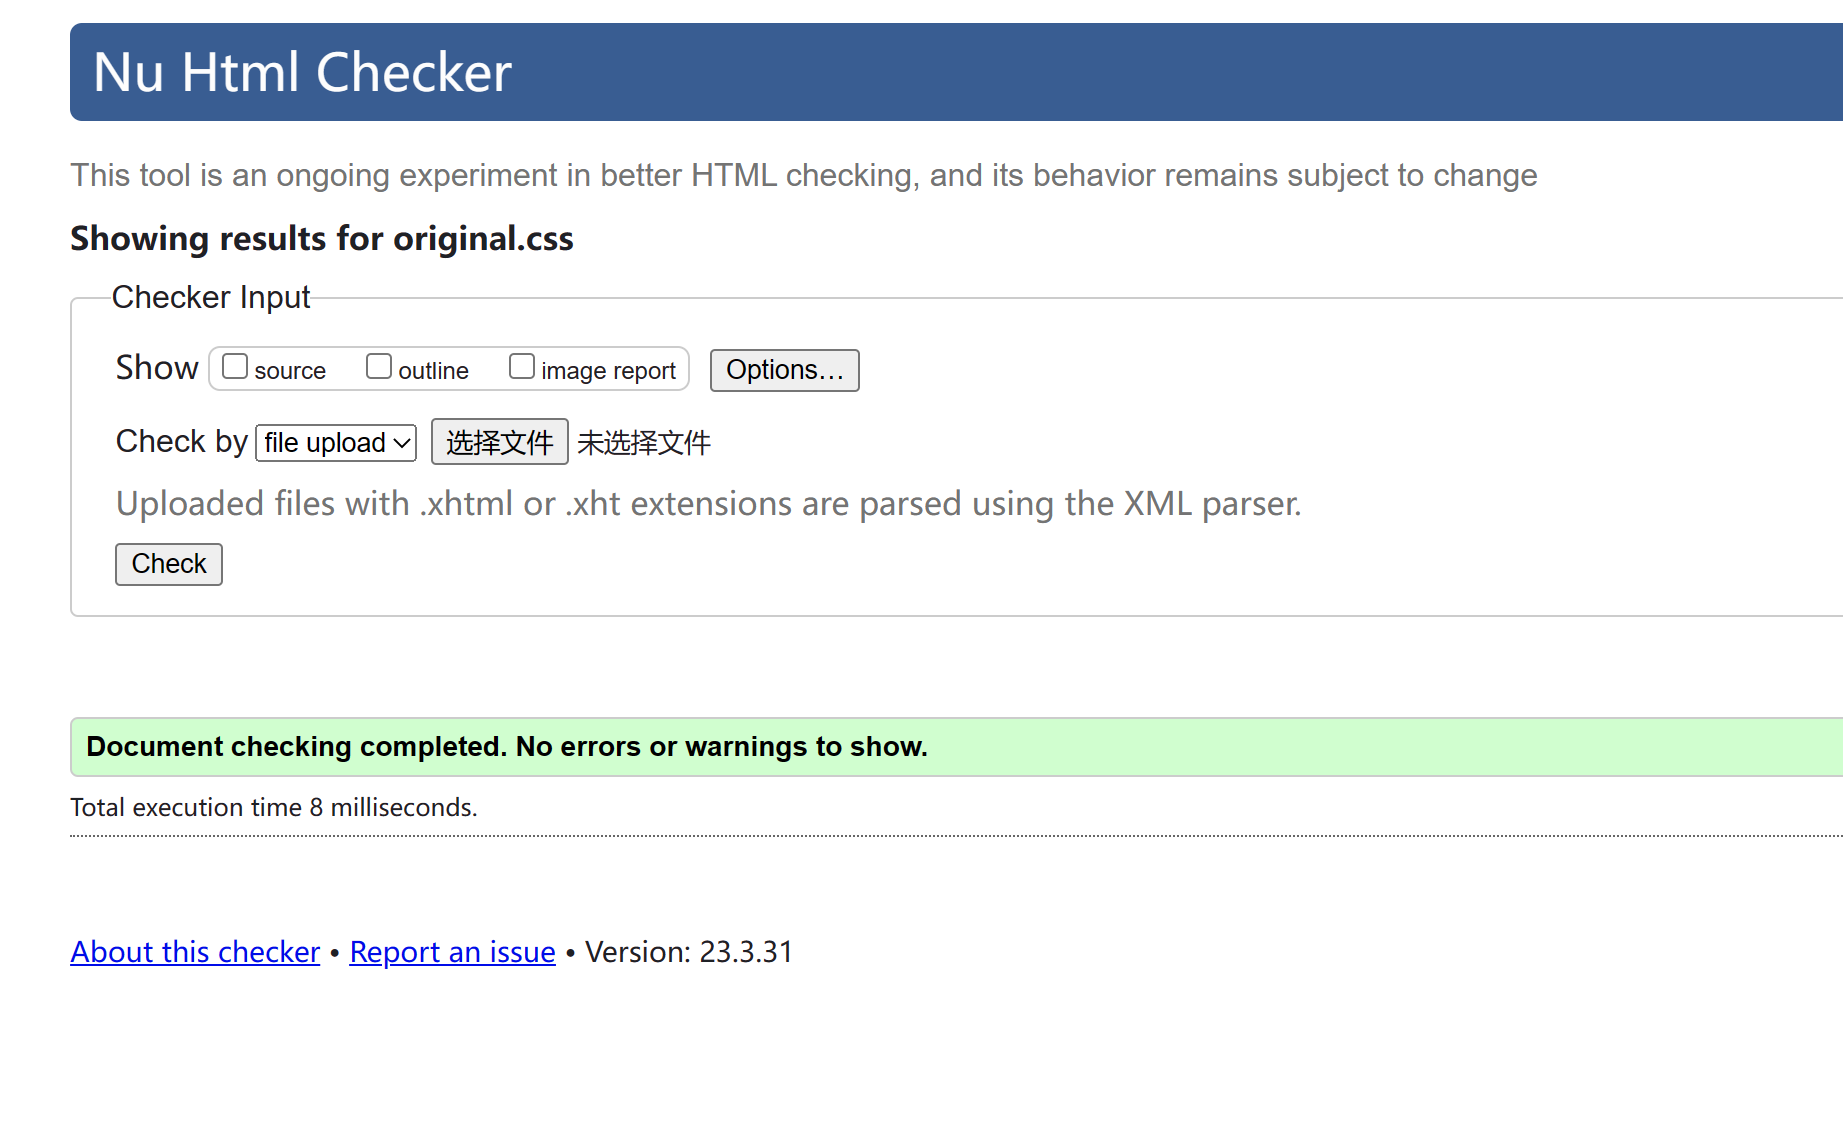 Nu Html Checker
This tool is an ongoing experiment in better HTML checking, and its behavior remains subject to change
Showing results for original.css
Checker Input
Show source outline image report Options…
Check by file upload 选择文件 未选择文件
Uploaded files with .xhtml or .xht extensions are parsed using the XML parser.
Check
Document checking completed. No errors or warnings to show.
Total execution time 8 milliseconds.
About this checker • Report an issue • Version: 23.3.31